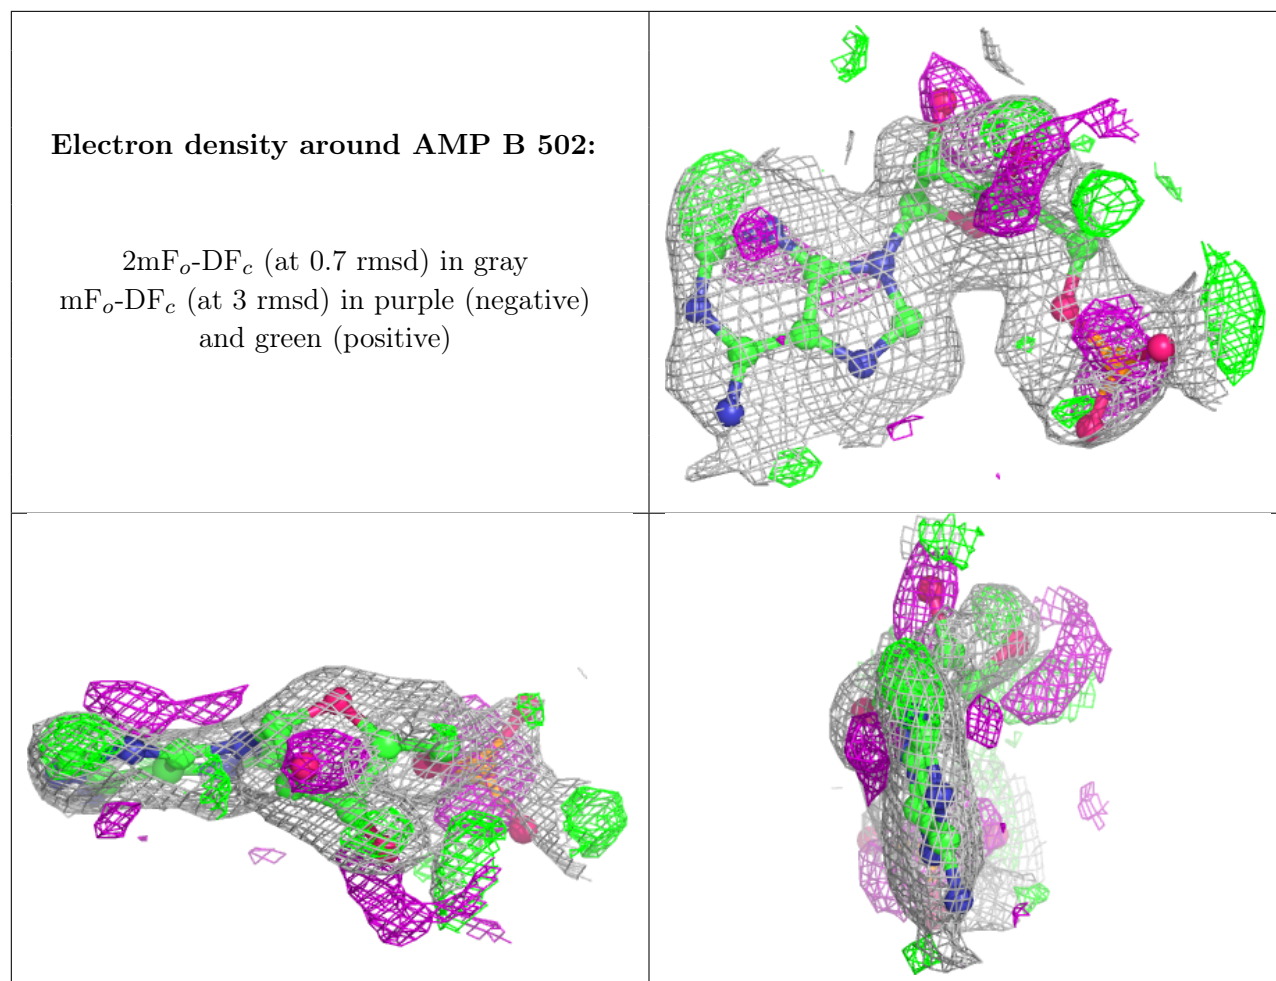 Electron density around AMP B 502:
2mFo-DFc (at 0.7 rmsd) in gray
mFo-DFc (at 3 rmsd) in purple (negative)
and green (positive)